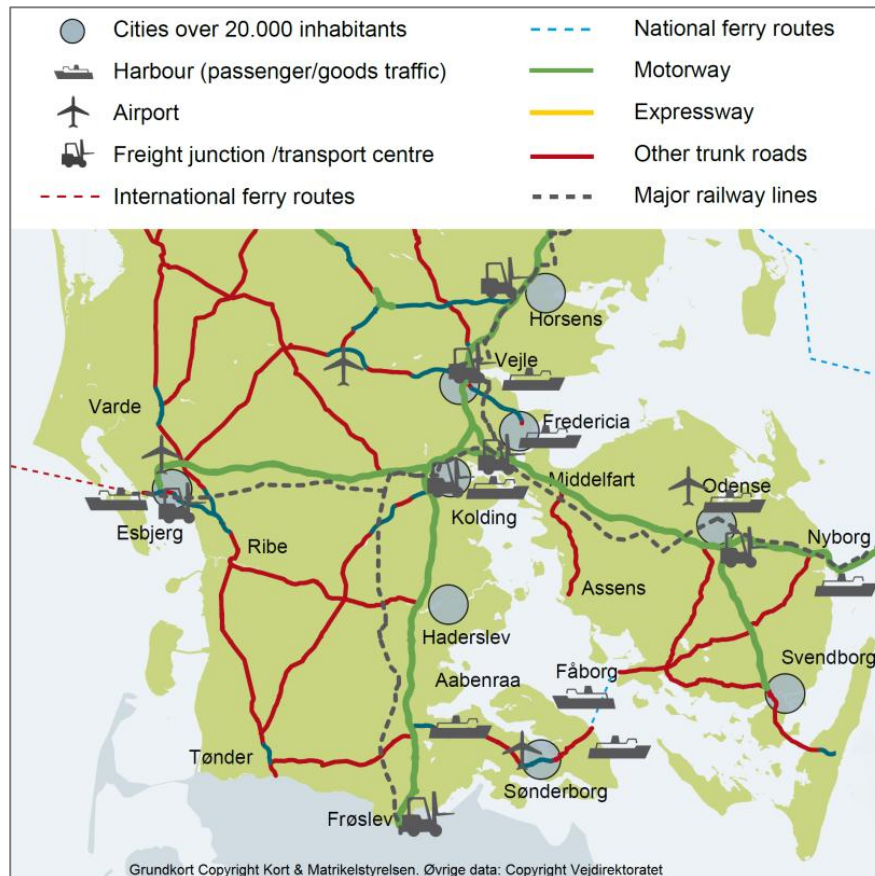 Cities over 20.000 inhabitants
Harbour (passenger/goods traffic)
Airport
Freight junction /transport centre
International ferry routes
National ferry routes
Motorway
Expressway
Other trunk roads
Major railway lines
Horsens
Vejle
Varde
Fredericia
Middelfart
Odense
Kolding
Esbjerg
Nyborg
Ribe
Assens
Haderslev
Svendborg
Fåborg
Aabenraa
Tønder
Sønderborg
Frøslev
Grundkort Copyright Kort & Matrikelstyrelsen. Øvrige data: Copyright Vejdirektoratet